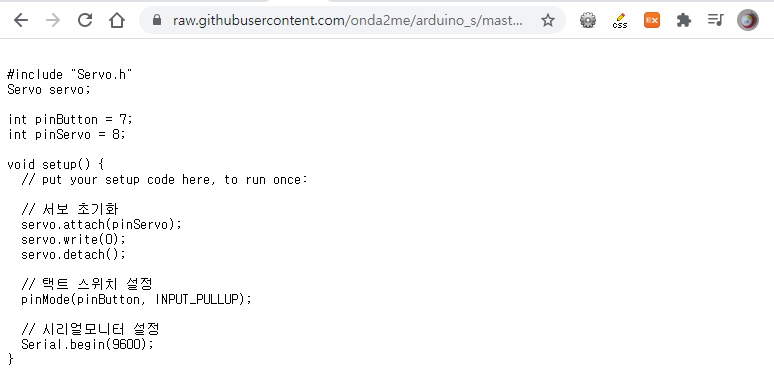 raw.githubusercontent.com/onda2me/arduino_s/mast...
css
EX
#include "Servo.h"
Servo servo;
int pinButton = 7;
int pinServo = 8;
void setup() {
// put your setup code here, to run once:
// 서보 초기화
servo.attach(pinServo);
servo.write(0);
servo.detach();
// 택트 스위치 설정
pinMode(pinButton, INPUT_PULLUP);
// 시리얼모니터 설정
Serial.begin(9600);
}